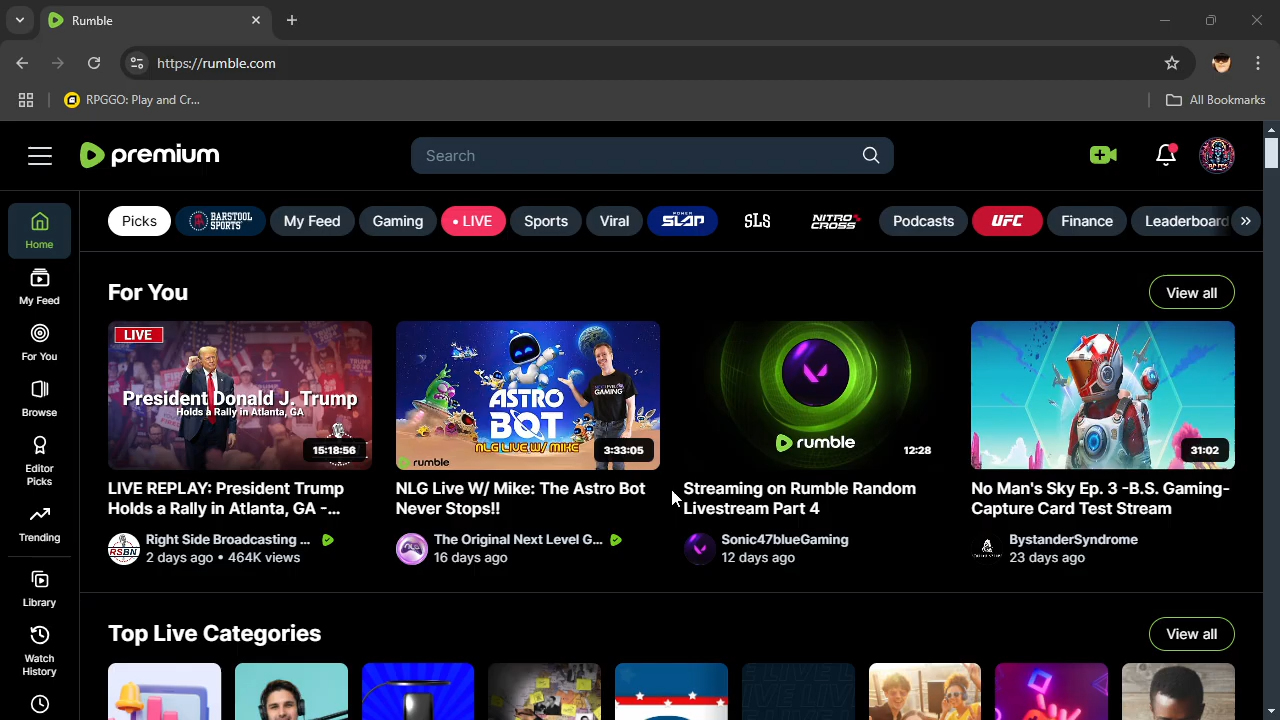 Rumble
https://rumble.com
RPGGO: Play and Cr...
All Bookmarks
premium
Search
Picks
BARSTOOL SPORTS
My Feed
Gaming
• LIVE
Sports
Viral
POWER SLAP
SLS
NITRO CROSS
Podcasts
UFC
Finance
Leaderboard
Home
My Feed
For You
Browse
Editor Picks
Trending
Library
Watch History
For You
View all
LIVE
President Donald J. Trump
Holds a Rally in Atlanta, GA
15:18:56
LIVE REPLAY: President Trump
Holds a Rally in Atlanta, GA -...
RSBN
Right Side Broadcasting ...
2 days ago • 464K views
ASTRO
BOT
NLG LIVE W/ MIKE
GAMING
rumble
3:33:05
NLG Live W/ Mike: The Astro Bot
Never Stops!!
The Original Next Level G...
16 days ago
rumble
12:28
Streaming on Rumble Random
Livestream Part 4
Sonic47blueGaming
12 days ago
31:02
No Man's Sky Ep. 3 -B.S. Gaming-
Capture Card Test Stream
BystanderSyndrome
23 days ago
Top Live Categories
View all